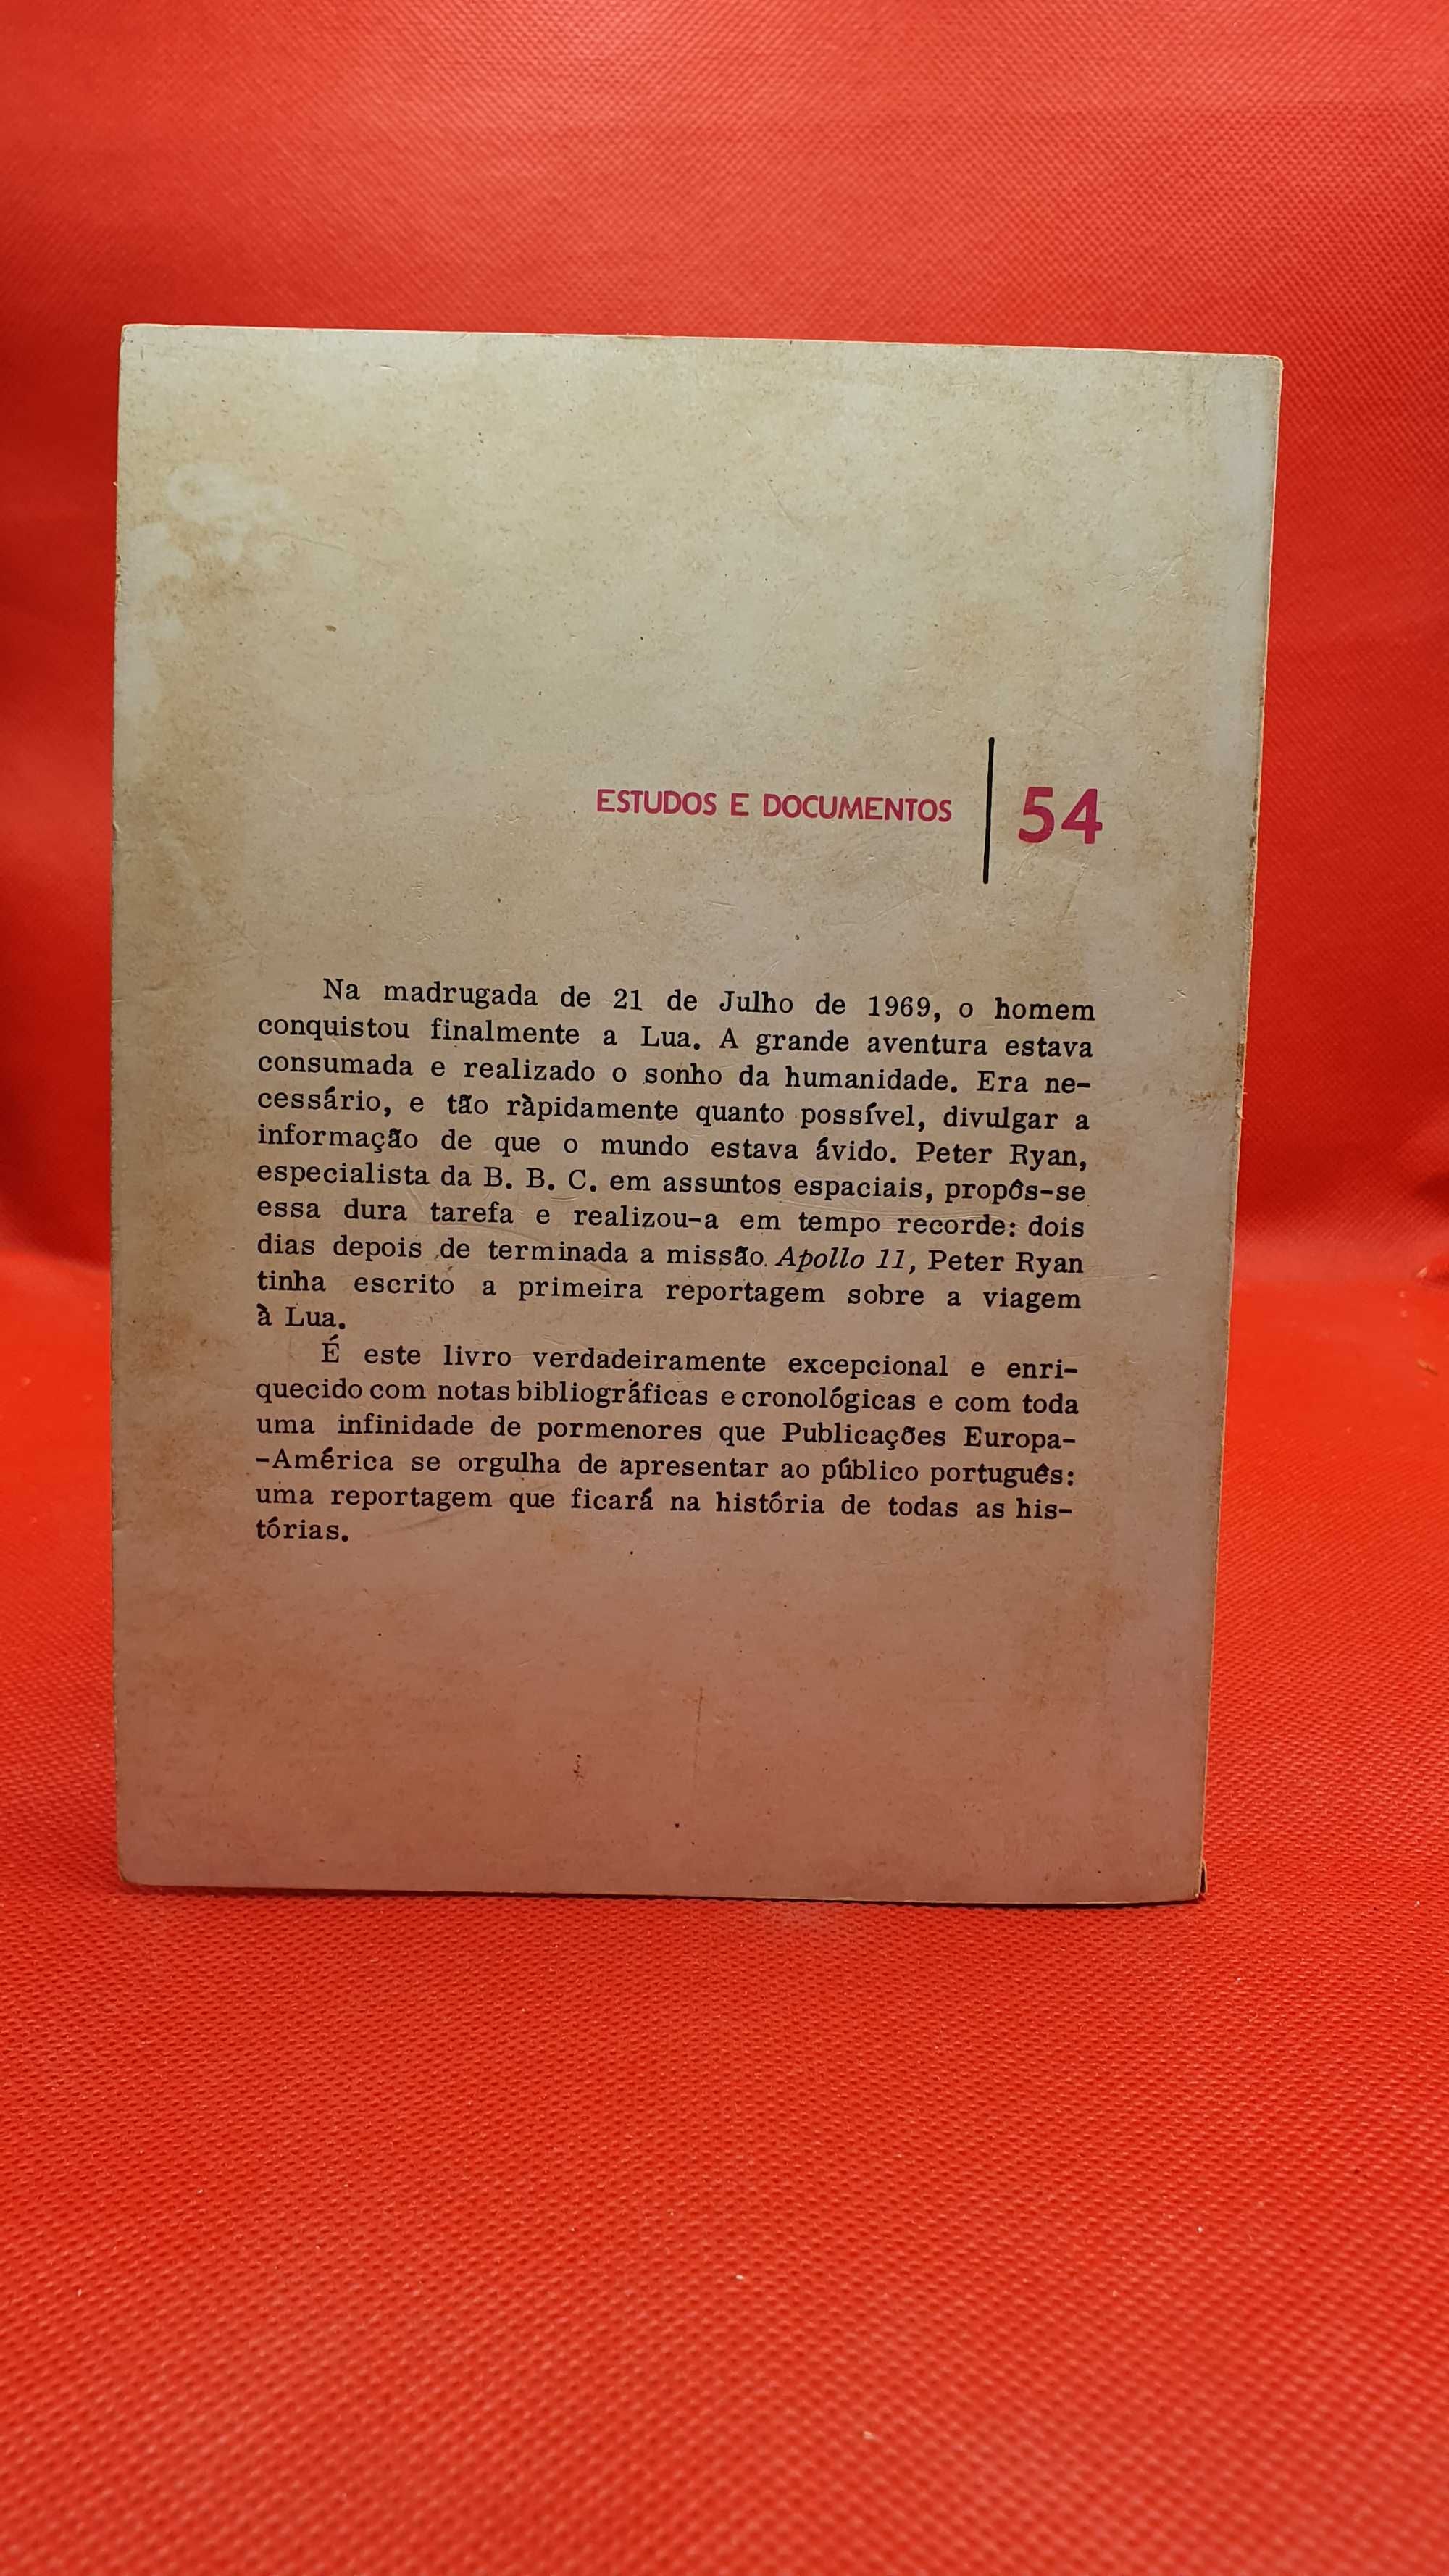 ESTUDOS E DOCUMENTOS 54
Na madrugada de 21 de Julho de 1969, o homem
conquistou finalmente a Lua. A grande aventura estava
consumada e realizado o sonho da humanidade. Era ne-
cessário, e tão ràpidamente quanto possível, divulgar a
informação de que o mundo estava ávido. Peter Ryan,
especialista da B. B. C. em assuntos espaciais, propôs-se
essa dura tarefa e realizou-a em tempo recorde: dois
dias depois de terminada a missão Apollo 11, Peter Ryan
tinha escrito a primeira reportagem sobre a viagem
à Lua.
É este livro verdadeiramente excepcional e enri-
quecido com notas bibliográficas e cronológicas e com toda
uma infinidade de pormenores que Publicações Europa-
-América se orgulha de apresentar ao público português:
uma reportagem que ficará na história de todas as his-
tórias.